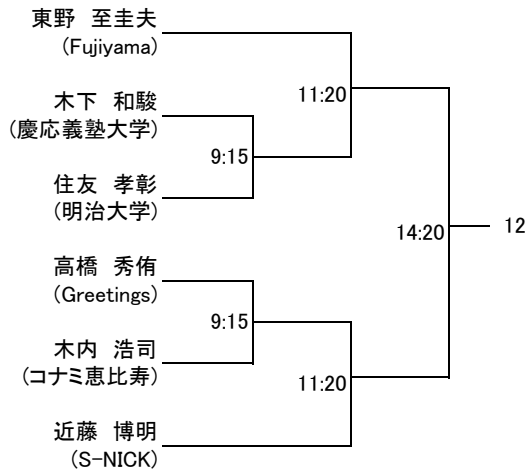 東野 至圭夫
(Fujiyama)
11:20
木下 和駿
(慶応義塾大学)
9:15
住友 孝彰
(明治大学)
14:20
12
高橋 秀侑
(Greetings)
9:15
木内 浩司
(コナミ恵比寿)
11:20
近藤 博明
(S-NICK)